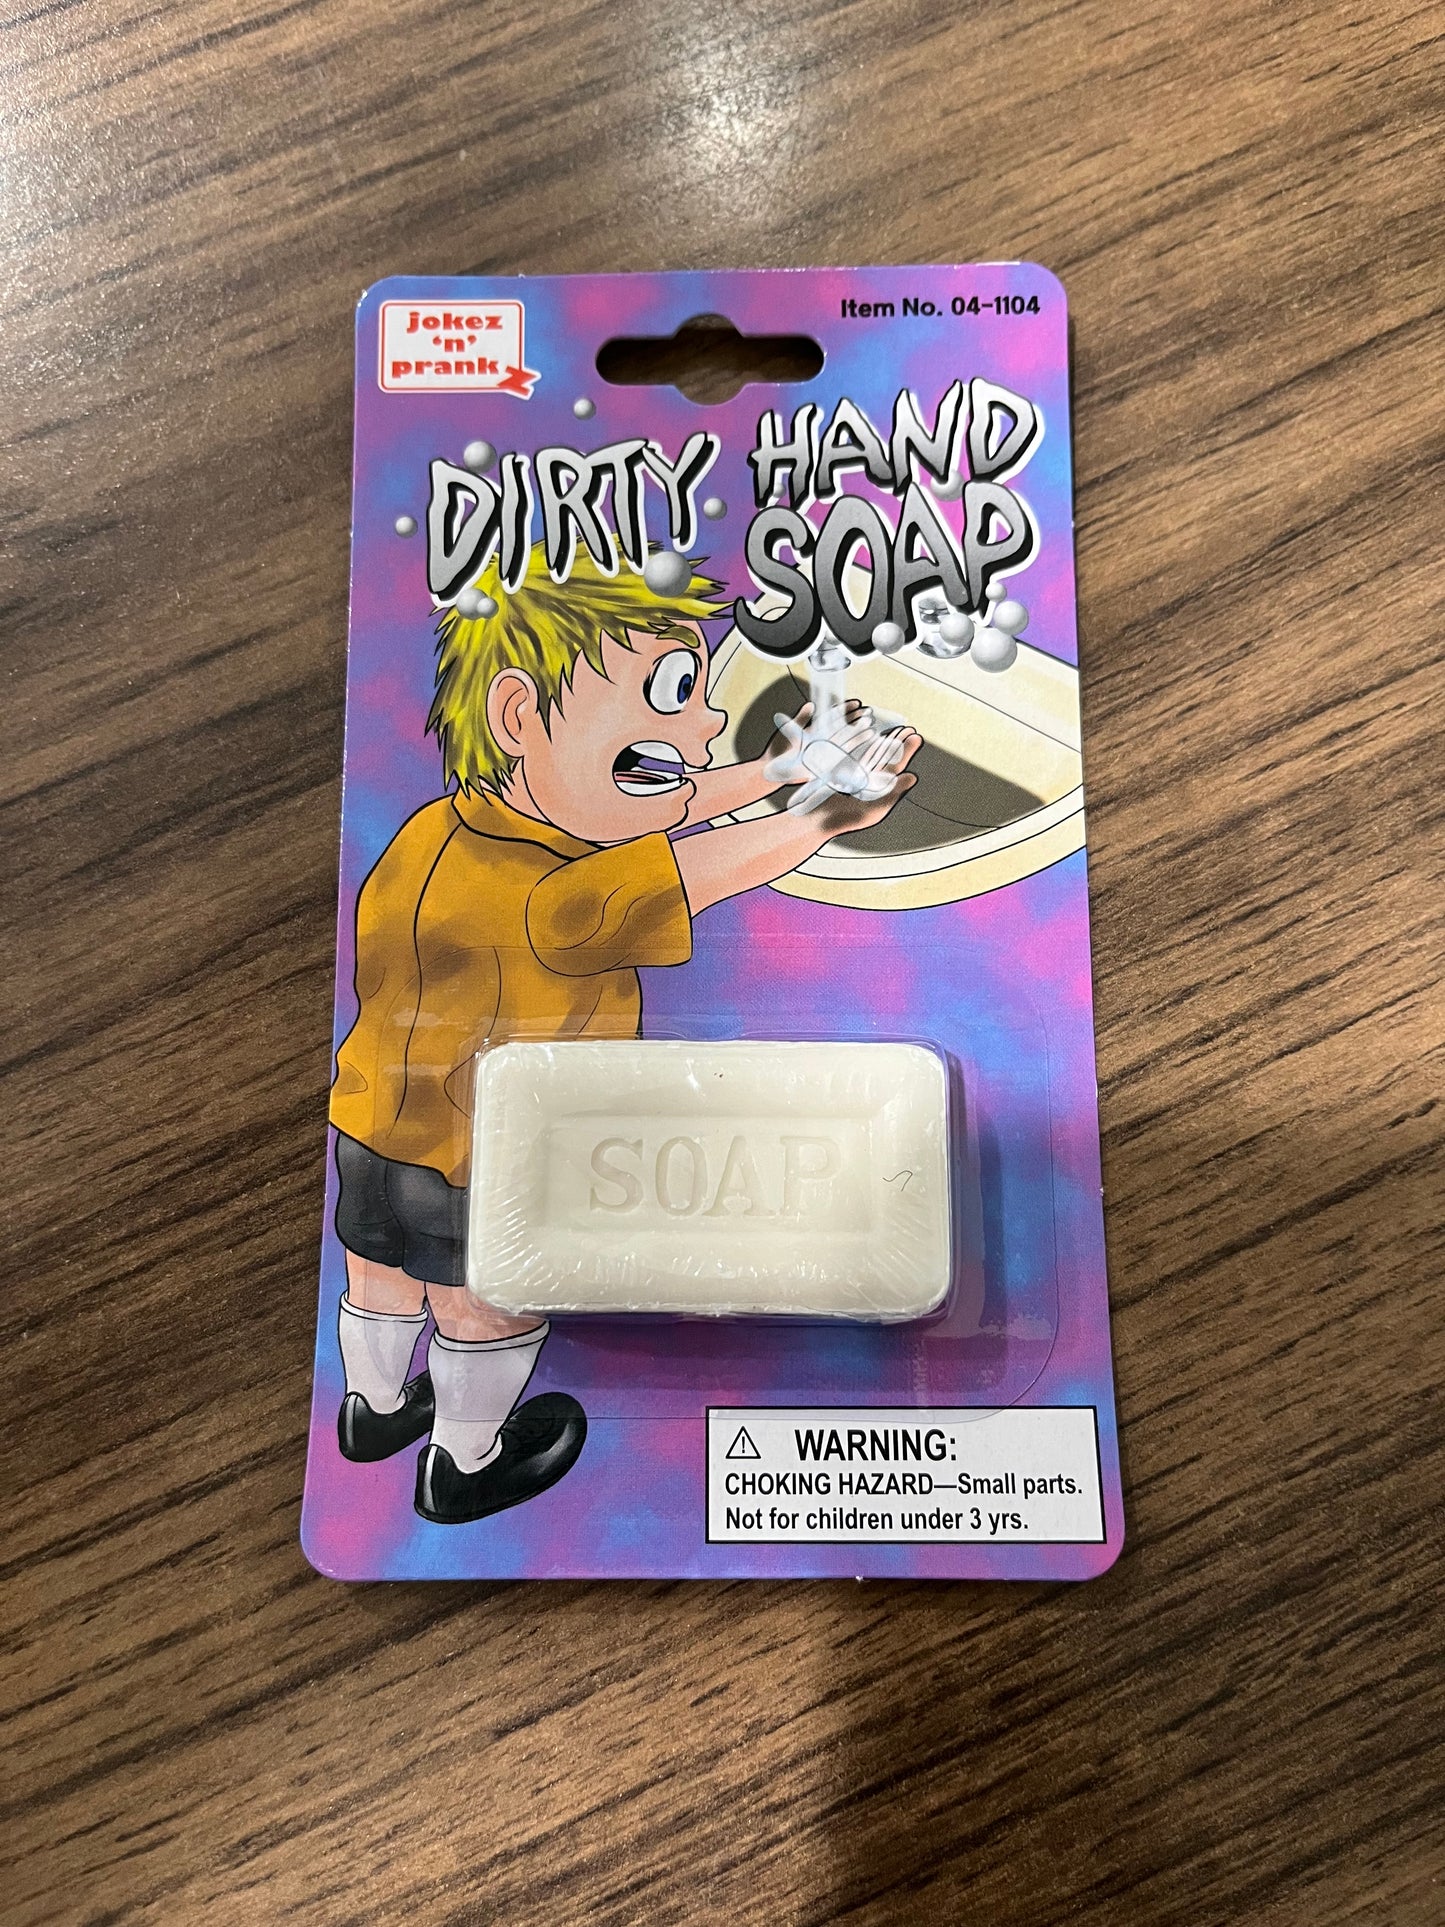 jokez
'n'
prankz
Item No. 04-1104
DIRTY HAND
SOAP
SOAP
WARNING:
CHOKING HAZARD—Small parts.
Not for children under 3 yrs.